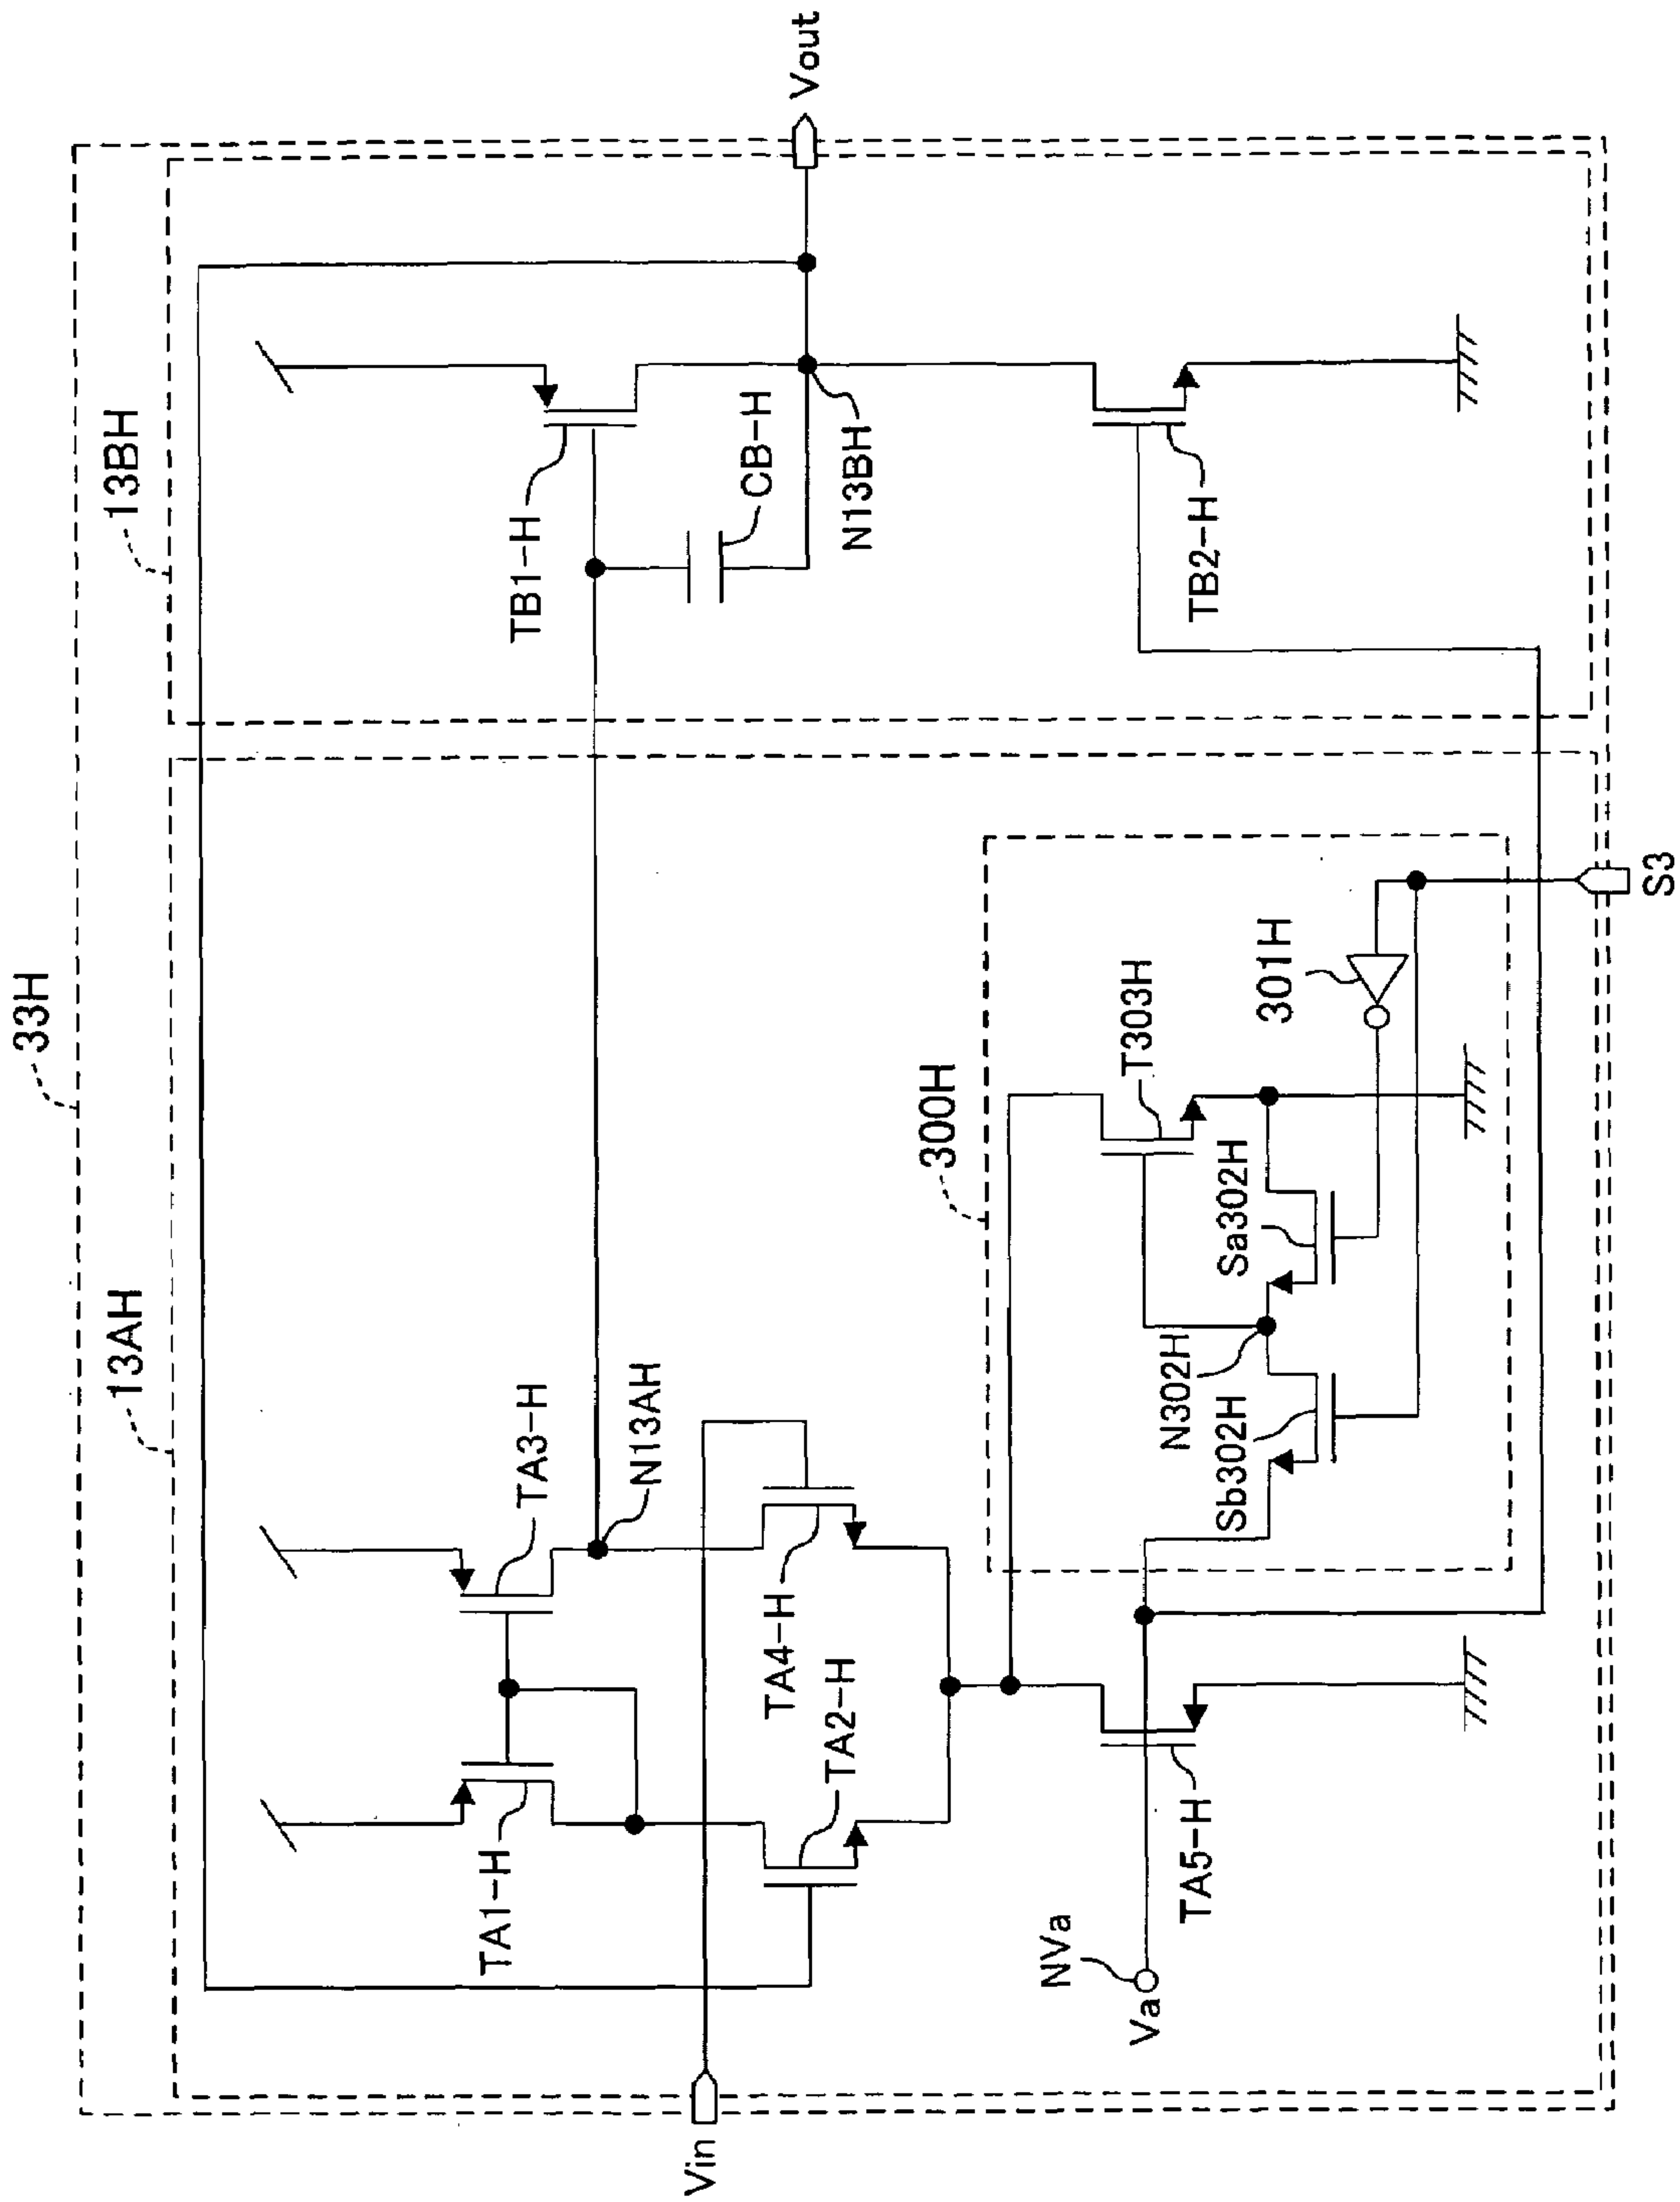 33H
13AH
13BH
TA1-H
TA3-H
N13AH
TA4-H
TA2-H
Vin
NVa
Va
TA5-H
300H
T303H
301H
Sa302H
N302H
Sb302H
S3
TB1-H
CB-H
N13BH
TB2-H
Vout